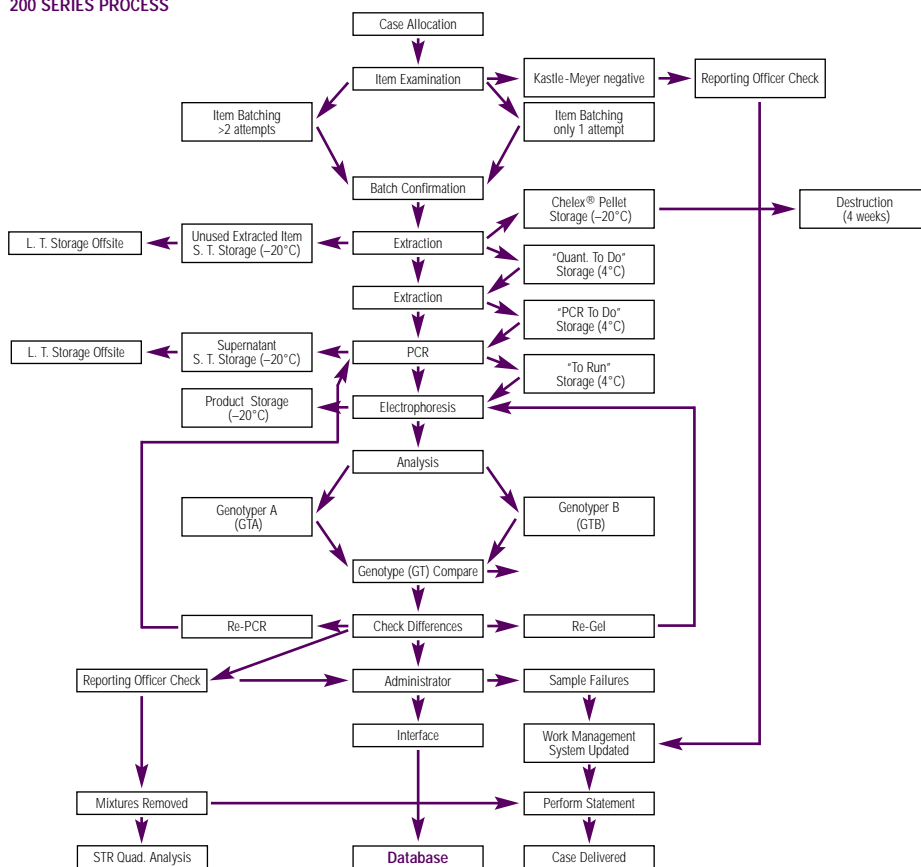 200 SERIES PROCESS
Case Allocation
Item Examination
Kastle-Meyer negative
Reporting Officer Check
Item Batching
>2 attempts
Item Batching
only 1 attempt
Batch Confirmation
Chelex® Pellet
Storage (–20°C)
Destruction
(4 weeks)
L. T. Storage Offsite
Unused Extracted Item
S. T. Storage (–20°C)
Extraction
"Quant. To Do"
Storage (4°C)
Extraction
"PCR To Do"
Storage (4°C)
L. T. Storage Offsite
Supernatant
S. T. Storage (–20°C)
PCR
"To Run"
Storage (4°C)
Product Storage
(–20°C)
Electrophoresis
Analysis
Genotyper A
(GTA)
Genotyper B
(GTB)
Genotype (GT) Compare
Re-PCR
Check Differences
Re-Gel
Reporting Officer Check
Administrator
Sample Failures
Interface
Work Management
System Updated
Mixtures Removed
Perform Statement
STR Quad. Analysis
Database
Case Delivered